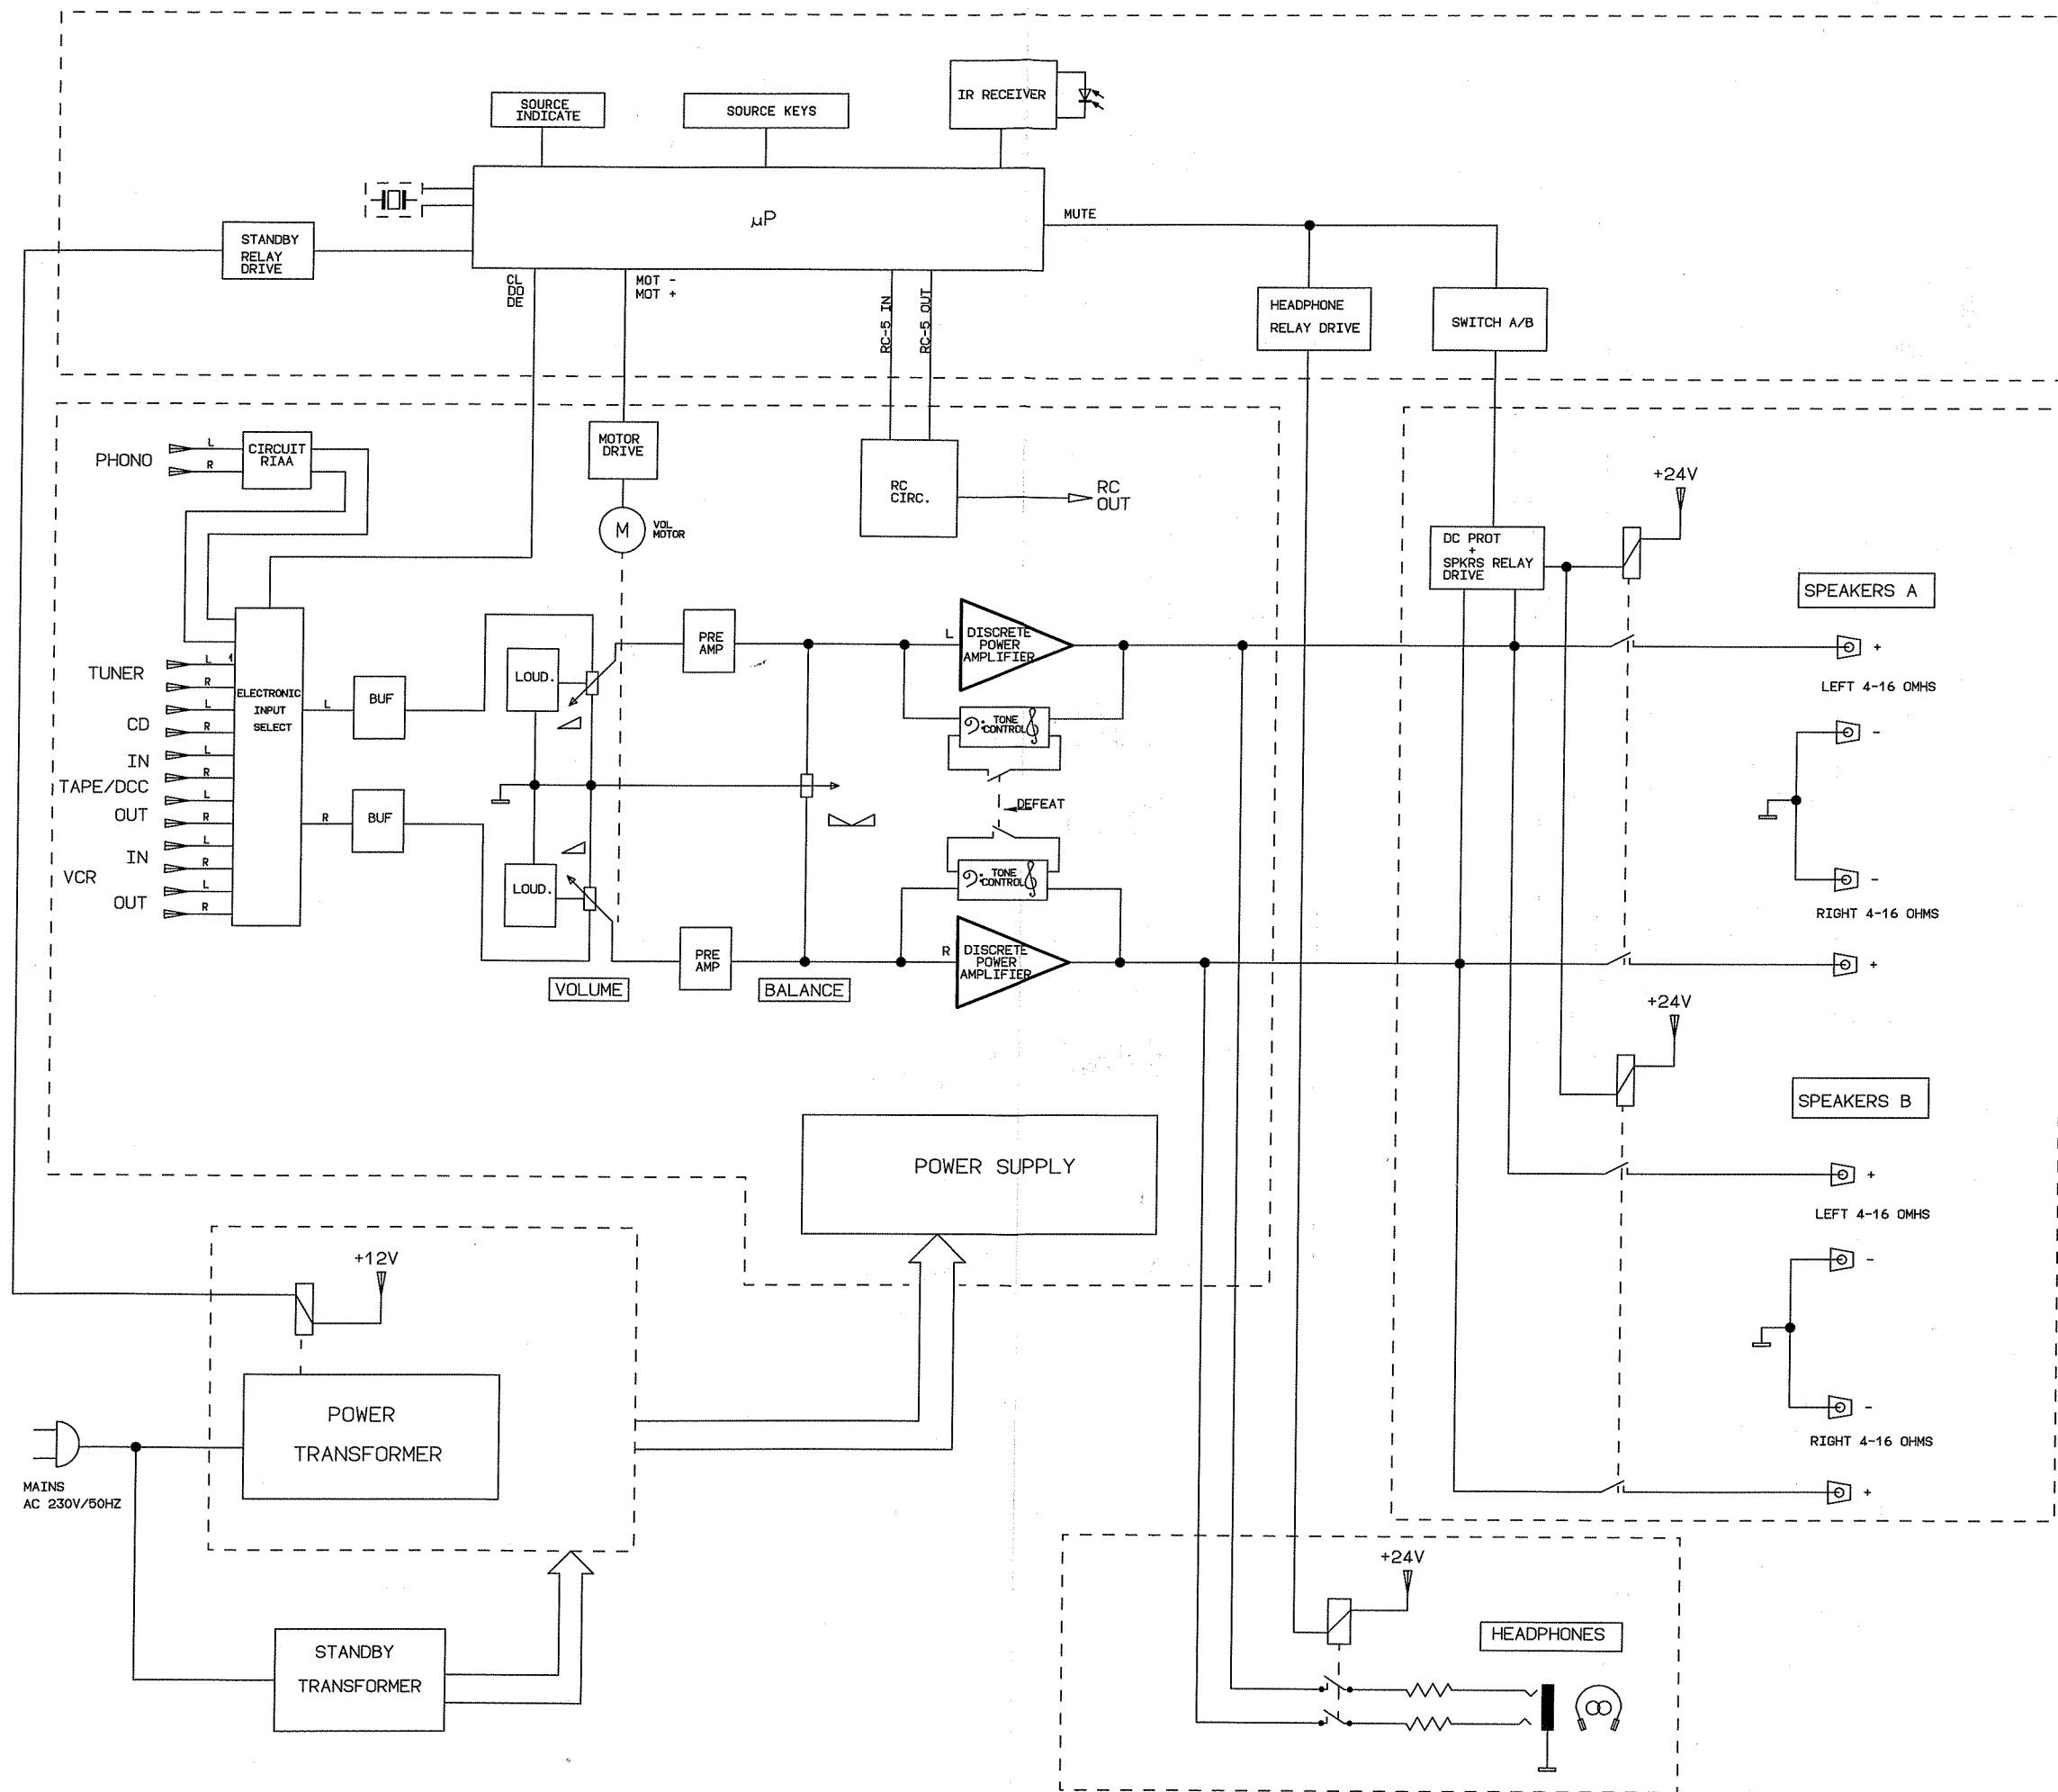 SOURCE
INDICATE
SOURCE KEYS
IR RECEIVER
µP
MUTE
STANDBY
RELAY
DRIVE
CL
DO
DE
MOT -
MOT +
RC-5 IN
RC-5 OUT
HEADPHONE
RELAY DRIVE
SWITCH A/B
PHONO
L
R
CIRCUIT
RIAA
MOTOR
DRIVE
M
VOL
MOTOR
RC
CIRC.
RC
OUT
+24V
DC PROT
+
SPKRS RELAY
DRIVE
SPEAKERS A
+
LEFT 4-16 OMHS
-
-
RIGHT 4-16 OHMS
+
TUNER
L
R
CD
L
R
IN
L
R
TAPE/DCC
OUT
L
R
IN
L
R
VCR
OUT
L
R
ELECTRONIC
INPUT
SELECT
L
R
BUF
BUF
LOUD.
LOUD.
PRE
AMP
PRE
AMP
L
DISCRETE
POWER
AMPLIFIER
TONE
CONTROL
DEFEAT
TONE
CONTROL
R
DISCRETE
POWER
AMPLIFIER
VOLUME
BALANCE
+24V
SPEAKERS B
+
LEFT 4-16 OMHS
-
-
RIGHT 4-16 OHMS
+
POWER SUPPLY
+12V
POWER
TRANSFORMER
MAINS
AC 230V/50HZ
STANDBY
TRANSFORMER
+24V
HEADPHONES